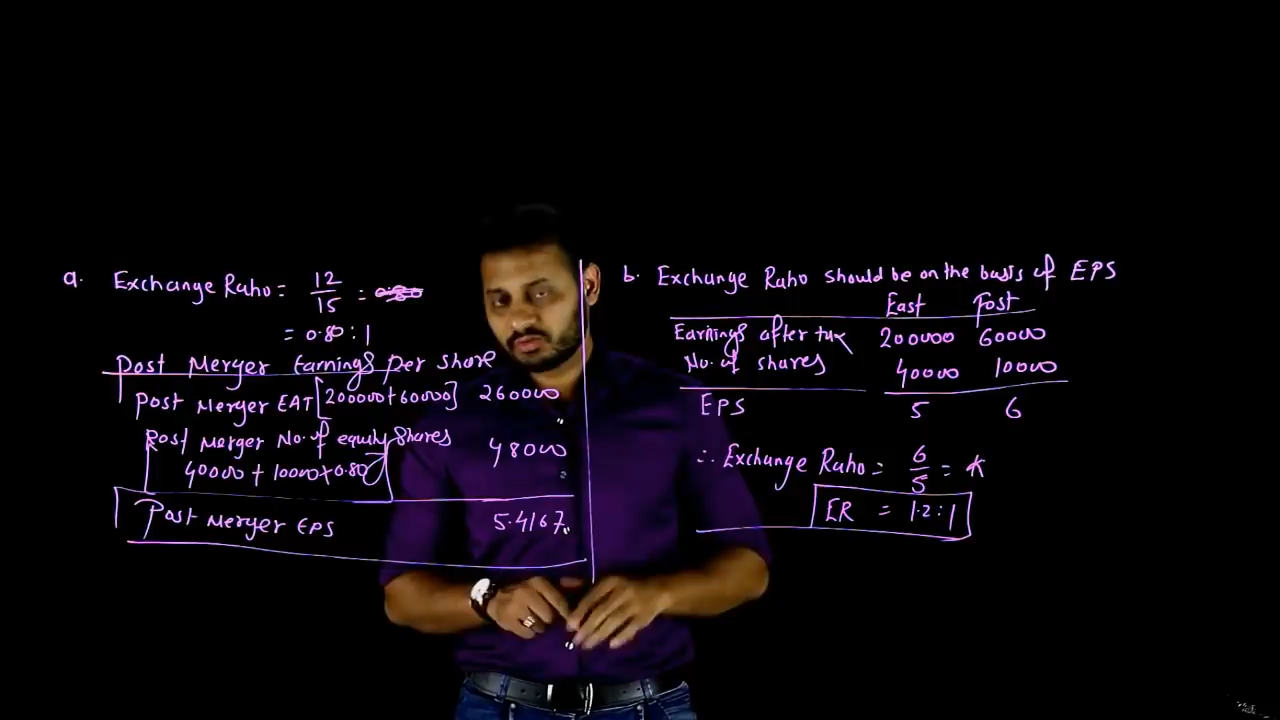 a. Exchange Ratio = 12/15 =
= 0.80 : 1
Post Merger Earnings per share
Post Merger EAT [200000+60000] 260000
Post Merger No. of equity shares 48000
40000 + 10000 x 0.80
Post Merger EPS 5.4167
b. Exchange Ratio should be on the basis of EPS
East Fost
Earnings after tax 200000 60000
No. of shares 40000 10000
EPS 5 6
∴ Exchange Ratio = 6/5 =
ER = 1.2 : 1